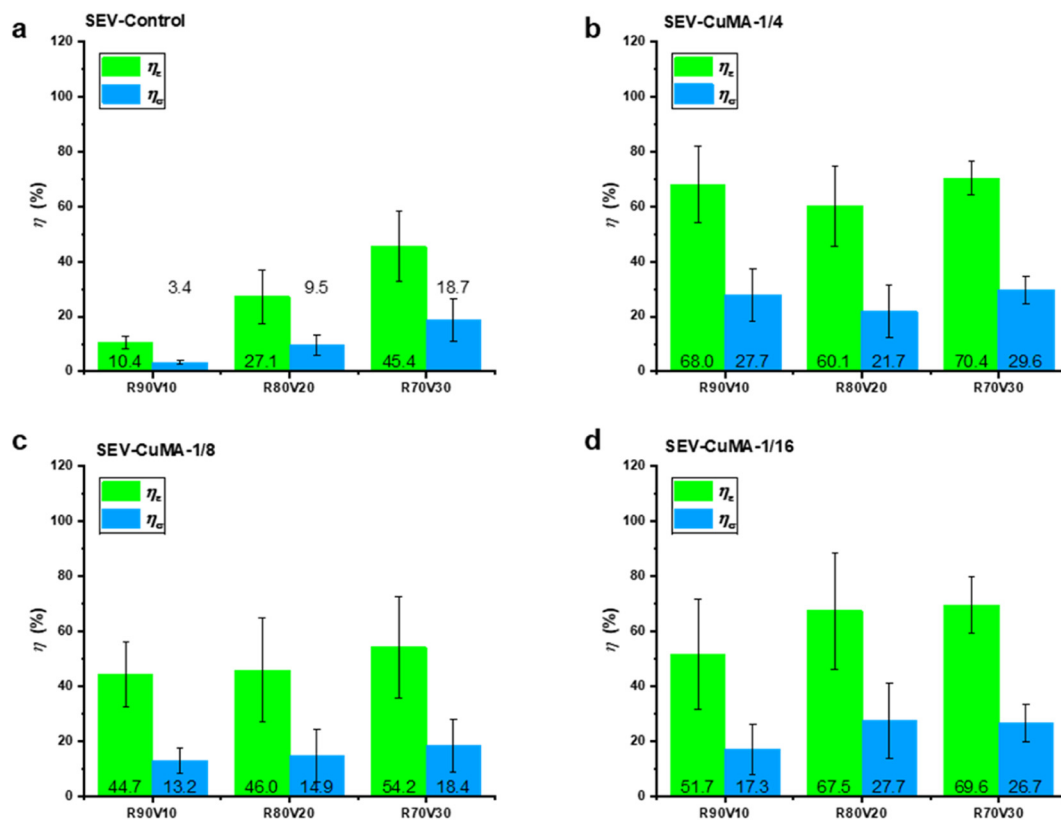 a
SEV-Control
120
100
80
60
40
20
0
η (%)
ηε
ησ
3.4
9.5
18.7
10.4
27.1
45.4
R90V10
R80V20
R70V30
b
SEV-CuMA-1/4
120
100
80
60
40
20
0
η (%)
ηε
ησ
68.0
27.7
60.1
21.7
70.4
29.6
R90V10
R80V20
R70V30
c
SEV-CuMA-1/8
120
100
80
60
40
20
0
η (%)
ηε
ησ
44.7
13.2
46.0
14.9
54.2
18.4
R90V10
R80V20
R70V30
d
SEV-CuMA-1/16
120
100
80
60
40
20
0
η (%)
ηε
ησ
51.7
17.3
67.5
27.7
69.6
26.7
R90V10
R80V20
R70V30